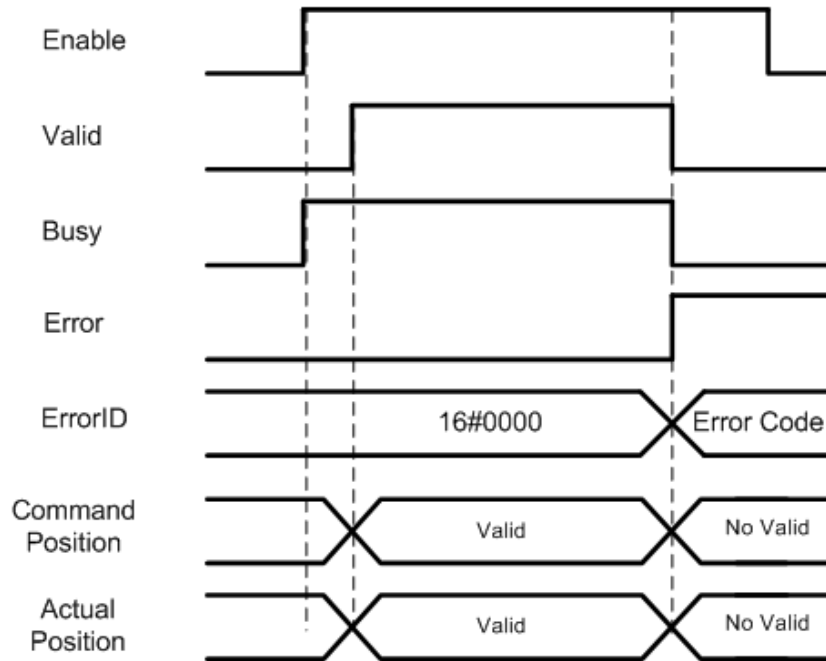 Enable
Valid
Busy
Error
ErrorID
16#0000
Error Code
Command
Position
Valid
No Valid
Actual
Position
Valid
No Valid